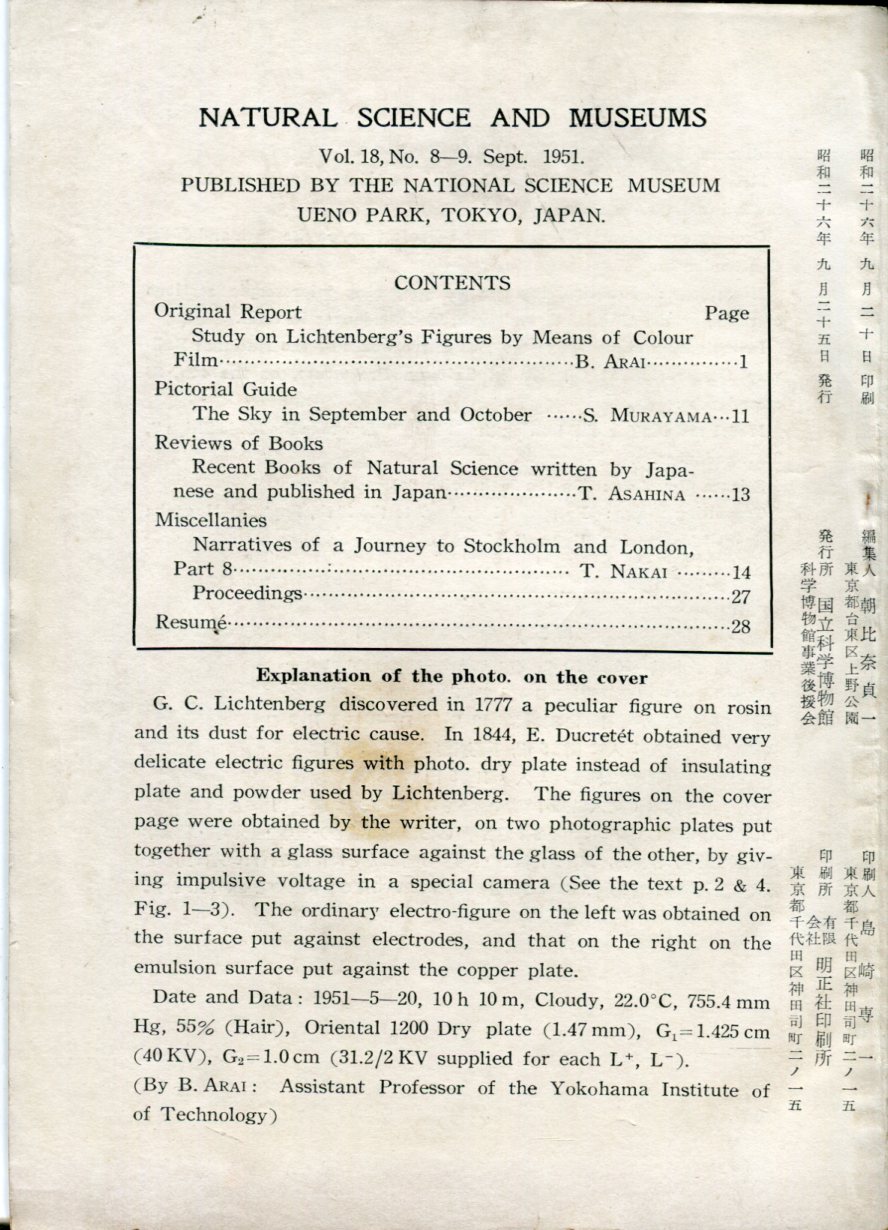 NATURAL SCIENCE AND MUSEUMS
Vol. 18, No. 8—9. Sept. 1951.
PUBLISHED BY THE NATIONAL SCIENCE MUSEUM
UENO PARK, TOKYO, JAPAN.
CONTENTS
Original Report Page
Study on Lichtenberg's Figures by Means of Colour
Film······B. ARAI······1
Pictorial Guide
The Sky in September and October ······S. MURAYAMA···11
Reviews of Books
Recent Books of Natural Science written by Japa-
nese and published in Japan······T. ASAHINA ······13
Miscellanies
Narratives of a Journey to Stockholm and London,
Part 8······ T. NAKAI ······14
Proceedings······27
Resumé······28
Explanation of the photo. on the cover
G. C. Lichtenberg discovered in 1777 a peculiar figure on rosin
and its dust for electric cause. In 1844, E. Ducretét obtained very
delicate electric figures with photo. dry plate instead of insulating
plate and powder used by Lichtenberg. The figures on the cover
page were obtained by the writer, on two photographic plates put
together with a glass surface against the glass of the other, by giv-
ing impulsive voltage in a special camera (See the text p. 2 & 4.
Fig. 1—3). The ordinary electro-figure on the left was obtained on
the surface put against electrodes, and that on the right on the
emulsion surface put against the copper plate.
Date and Data : 1951—5—20, 10 h 10 m, Cloudy, 22.0°C, 755.4 mm
Hg, 55% (Hair), Oriental 1200 Dry plate (1.47 mm), G₁=1.425 cm
(40 KV), G₂=1.0 cm (31.2/2 KV supplied for each L⁺, L⁻).
(By B. ARAI : Assistant Professor of the Yokohama Institute of
of Technology)
昭和二十六年 九月二十日 印刷
昭和二十六年 九月二十五日 発行
編集人 朝比奈貞一
東京都台東区上野公園
発行所 国立科学博物館
科学博物館事業後援会
印刷人 島崎専一
東京都千代田区神田司町二ノ一五
印刷所 有限会社 明正社印刷所
東京都千代田区神田司町二ノ一五